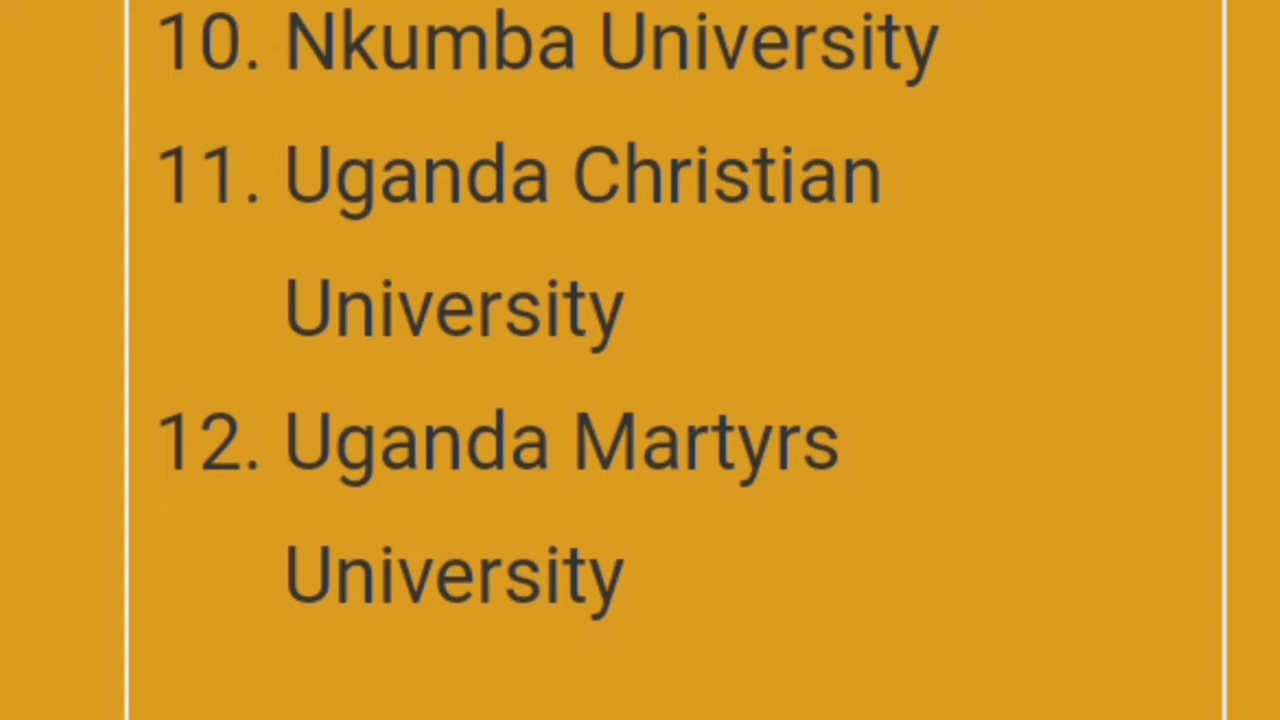 10. Nkumba University
11. Uganda Christian
University
12. Uganda Martyrs
University